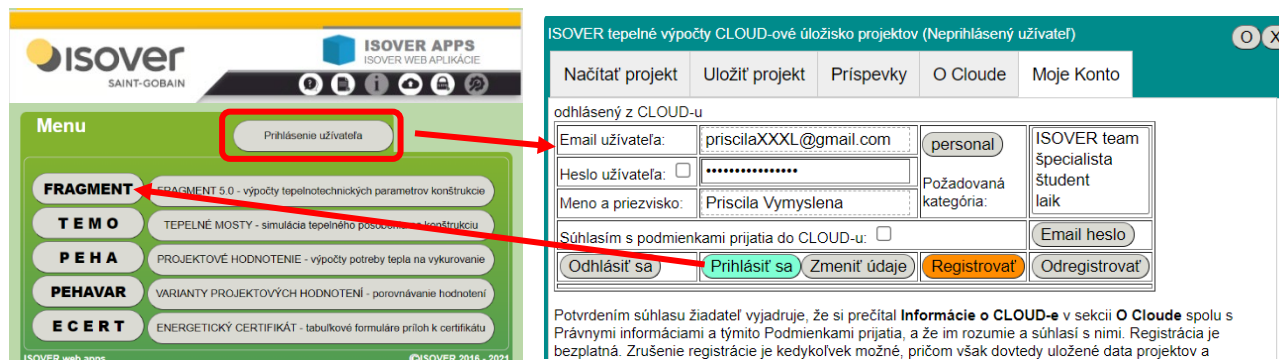 isover
SAINT-GOBAIN
ISOVER APPS
ISOVER WEB APLIKÁCIE
Menu
Prihlásenie užívateľa
FRAGMENT
FRAGMENT 5.0 - výpočty tepelnotechnických parametrov konštrukcie
TEMO
TEPELNÉ MOSTY - simulácia tepelného pôsobenia na konštrukciu
PEHA
PROJEKTOVÉ HODNOTENIE - výpočty potreby tepla na vykurovanie
PEHAVAR
VARIANTY PROJEKTOVÝCH HODNOTENÍ - porovnávanie hodnotení
ECERT
ENERGETICKÝ CERTIFIKÁT - tabuľkové formuláre príloh k certifikátu
ISOVER web apps
©ISOVER 2016 - 2021
ISOVER tepelné výpočty CLOUD-ové úložisko projektov (Neprihlásený užívateľ)
O X
Načítať projekt Uložiť projekt Príspevky O Cloude Moje Konto
odhlásený z CLOUD-u
Email užívateľa: priscilaXXXL@gmail.com
personal
Heslo užívateľa: ••••••••••••••••
Meno a priezvisko: Priscila Vymyslena
Požadovaná
kategória:
ISOVER team
špecialista
študent
laik
Súhlasím s podmienkami prijatia do CLOUD-u:
Email heslo
Odhlásiť sa Prihlásiť sa Zmeniť údaje Registrovať Odregistrovať
Potvrdením súhlasu žiadateľ vyjadruje, že si prečítal Informácie o CLOUD-e v sekcii O Cloude spolu s
Právnymi informáciami a týmito Podmienkami prijatia, a že im rozumie a súhlasí s nimi. Registrácia je
bezplatná. Zrušenie registrácie je kedykoľvek možné, pričom však dovtedy uložené data projektov a